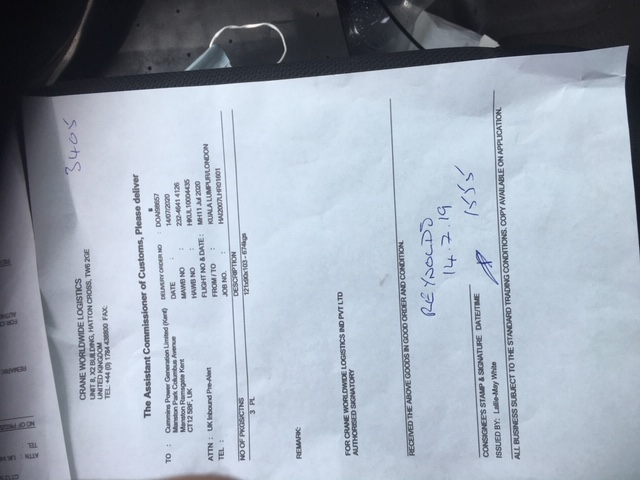 3405
CRANE WORLDWIDE LOGISTICS
UNIT 8, X2 BUILDING, HATTON CROSS, TW6 2GE
UNITED KINGDOM
TEL: +44 (0) 1784 438800 FAX:
The Assistant Commissioner of Customs, Please deliver
TO : Cummins Power Generation Limited (Kent)
Manston Park Columbus Avenue
Manston Ramsgate Kent
CT12 5BF, UK
ATTN : UK Inbound Pre-Alert
TEL :
DELIVERY ORDER NO : DOAI98657
DATE : 14/07/2020
MAWB NO : 232-4641 4126
HAWB NO : HKUL10004435
FLIGHT NO & DATE : MH11 Jul 2020
FROM / TO : KUALA LUMPUR/LONDON
JOB NO. : HAI2007LHR01601
NO OF PKGS/CTNS DESCRIPTION
3 PL 121x90x103 - 674kgs
REMARK:
FOR CRANE WORLDWIDE LOGISTICS IND PVT LTD
AUTHORISED SIGNATORY
RECEIVED THE ABOVE GOODS IN GOOD ORDER AND CONDITION.
REYNOLDS
14.7.19
1555
CONSIGNEE'S STAMP & SIGNATURE DATE/TIME
ISSUED BY: Lallie-May White
ALL BUSINESS SUBJECT TO THE STANDARD TRADING CONDITIONS. COPY AVAILABLE ON APPLICATION.